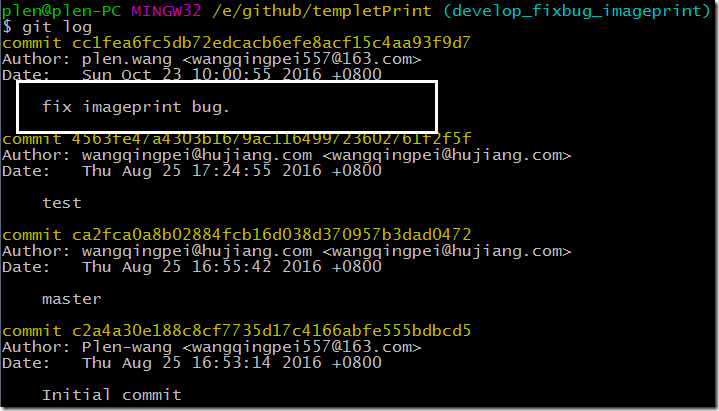 plen@plen-PC MINGW32 /e/github/templetPrint (develop_fixbug_imageprint)
$ git log
commit cc1fea6fc5db72edcacb6efe8acf15c4aa93f9d7
Author: plen.wang <wangqingpei557@163.com>
Date:   Sun Oct 23 10:00:55 2016 +0800
fix imageprint bug.
commit 4563fe47a4303b1679ac116499723602761f2f5f
Author: wangqingpei@hujiang.com <wangqingpei@hujiang.com>
Date:   Thu Aug 25 17:24:55 2016 +0800
test
commit ca2fca0a8b02884fcb16d038d370957b3dad0472
Author: wangqingpei@hujiang.com <wangqingpei@hujiang.com>
Date:   Thu Aug 25 16:55:42 2016 +0800
master
commit c2a4a30e188c8cf7735d17c4166abfe555bdbcd5
Author: Plen-wang <wangqingpei557@163.com>
Date:   Thu Aug 25 16:53:14 2016 +0800
Initial commit